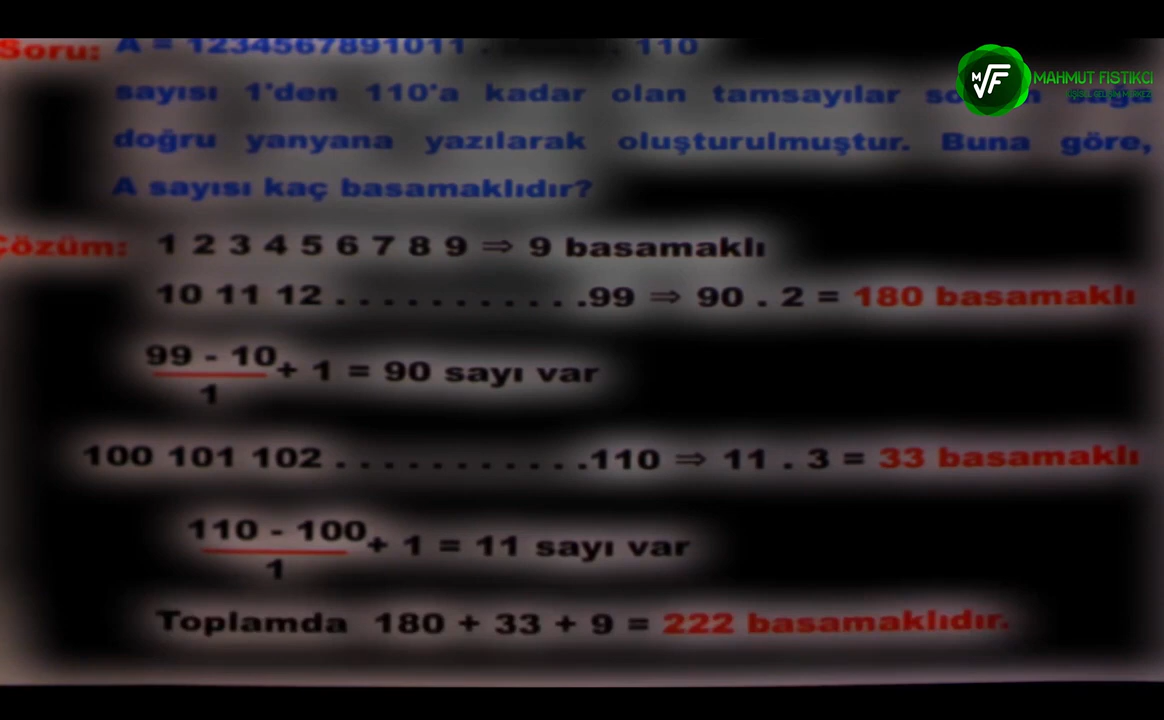 Soru: A = 1234567891011 . . 110
sayısı 1'den 110'a kadar olan tamsayılar
doğru yanyana yazılarak oluşturulmuştur. Buna göre,
A sayısı kaç basamaklıdır?
Çözüm: 1 2 3 4 5 6 7 8 9 ⇒ 9 basamaklı
10 11 12 . . . . . . . . . . .99 ⇒ 90 . 2 = 180 basamaklı
99 - 10
+ 1 = 90 sayı var
1
100 101 102 . . . . . . . . . . .110 ⇒ 11 . 3 = 33 basamaklı
110 - 100
+ 1 = 11 sayı var
1
Toplamda 180 + 33 + 9 = 222 basamaklıdır.
MAHMUT FISTIKCI